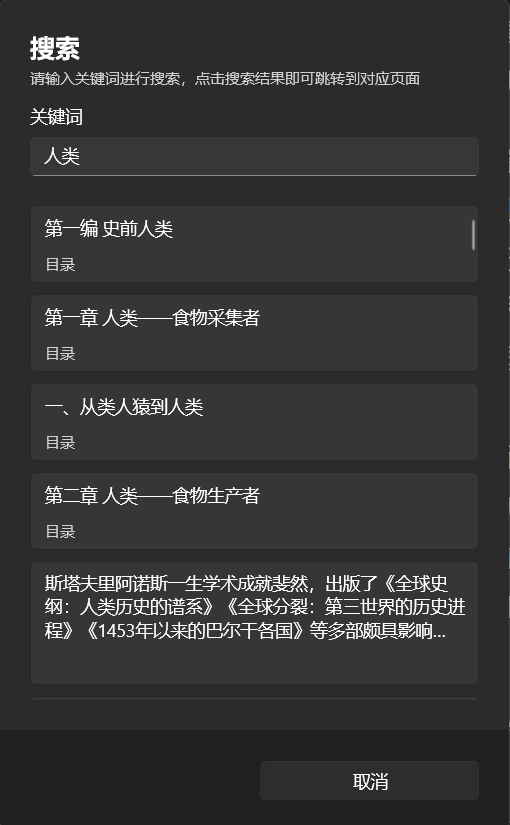 搜索
请输入关键词进行搜索，点击搜索结果即可跳转到对应页面
关键词
人类
第一编 史前人类
目录
第一章 人类——食物采集者
目录
一、从类人猿到人类
目录
第二章 人类——食物生产者
目录
斯塔夫里阿诺斯一生学术成就斐然，出版了《全球史
纲：人类历史的谱系》《全球分裂：第三世界的历史进
程》《1453年以来的巴尔干各国》等多部颇具影响...
取消